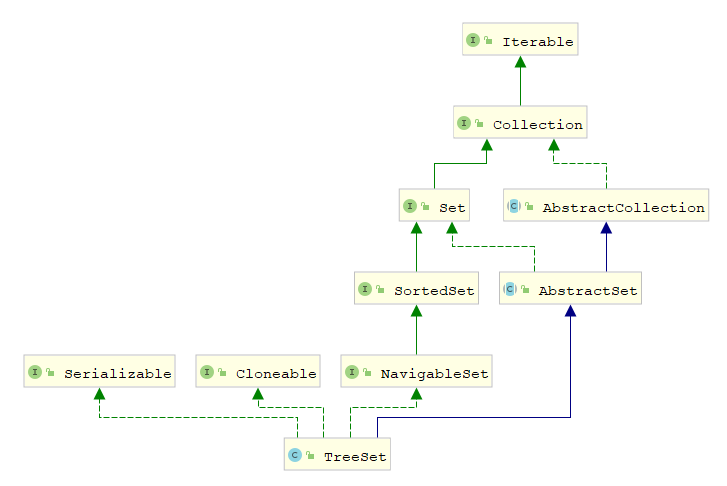 I Iterable
I Collection
I Set
C AbstractCollection
I SortedSet
C AbstractSet
I Serializable
I Cloneable
I NavigableSet
C TreeSet